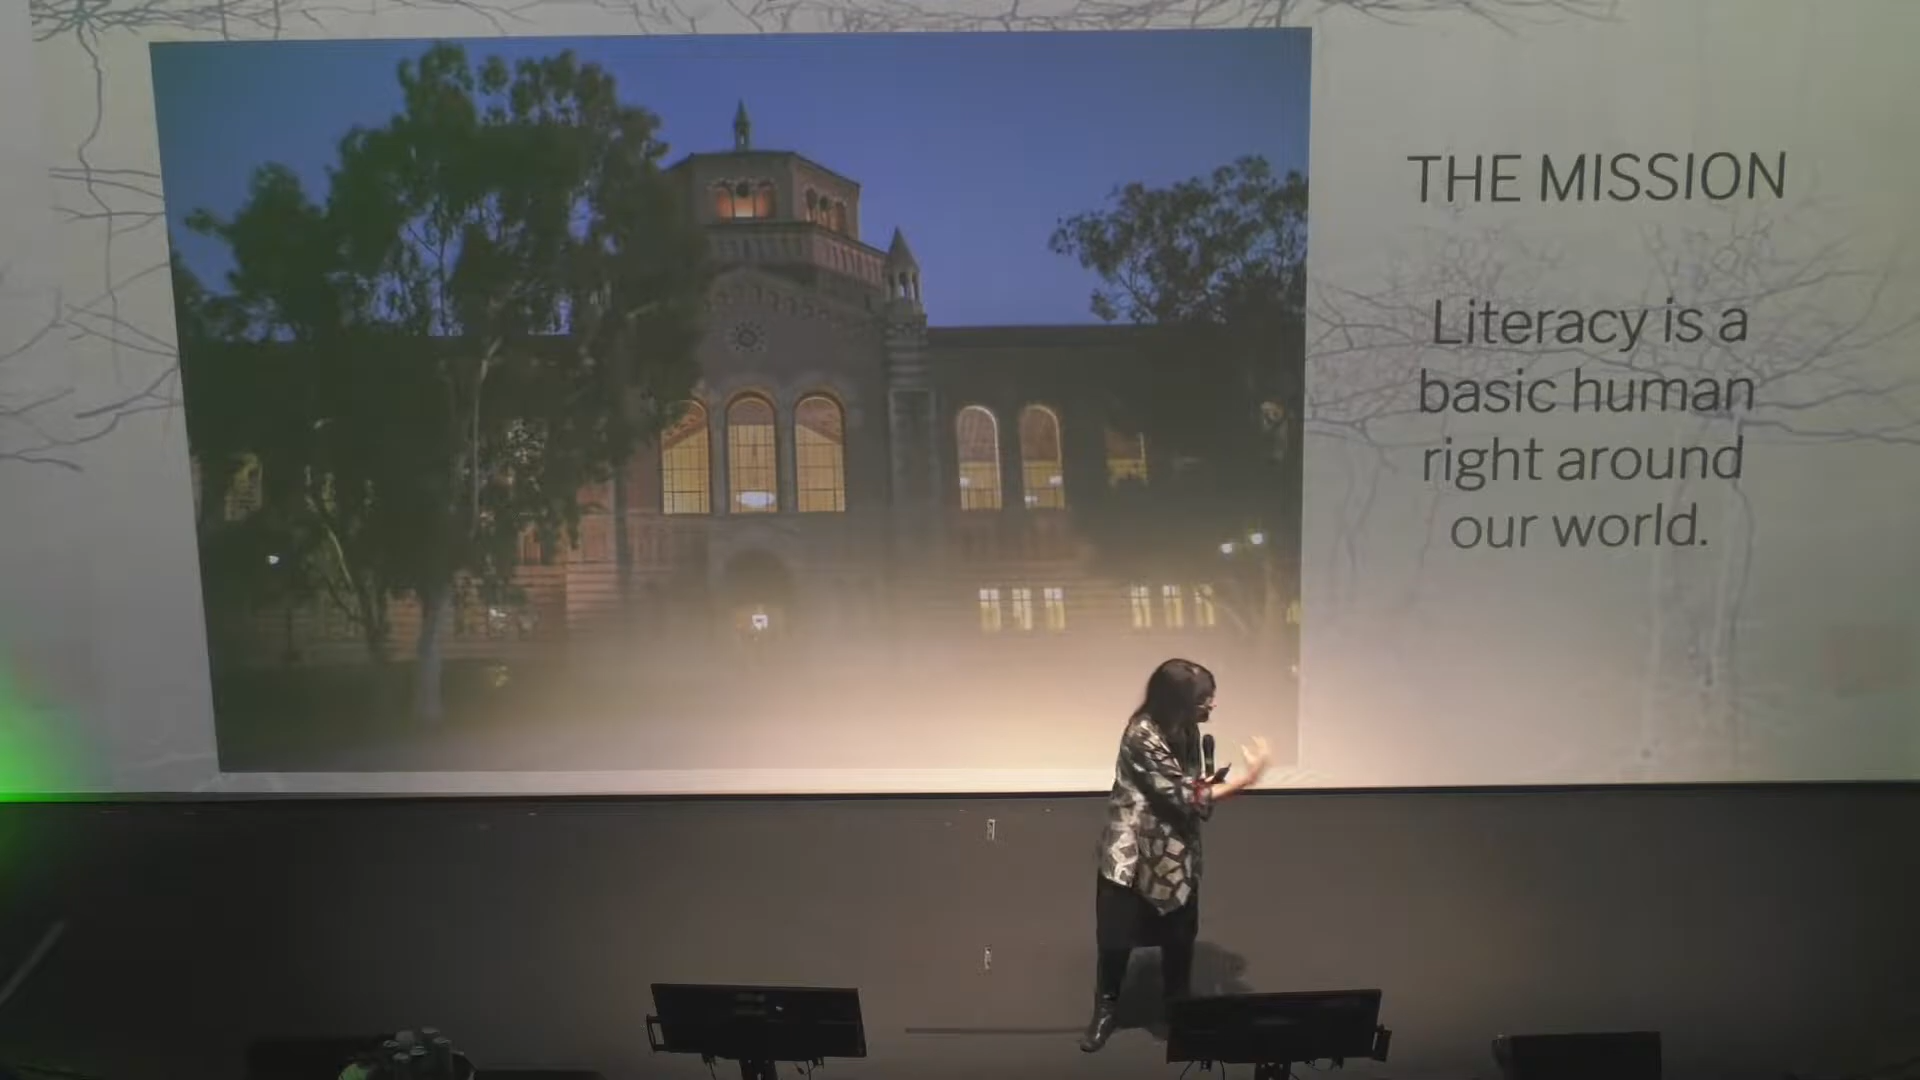 THE MISSION
Literacy is a
basic human
right around
our world.